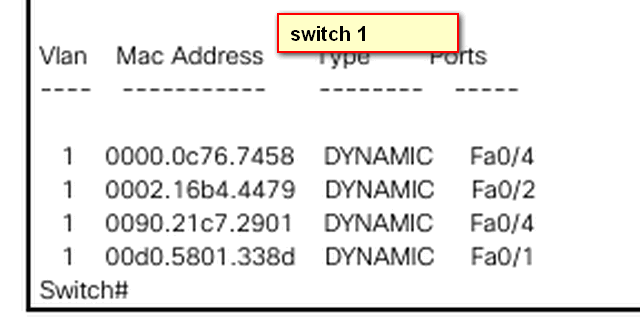 switch 1
Vlan Mac Address Type Ports
---- ----------- -------- -----
1 0000.0c76.7458 DYNAMIC Fa0/4
1 0002.16b4.4479 DYNAMIC Fa0/2
1 0090.21c7.2901 DYNAMIC Fa0/4
1 00d0.5801.338d DYNAMIC Fa0/1
Switch#